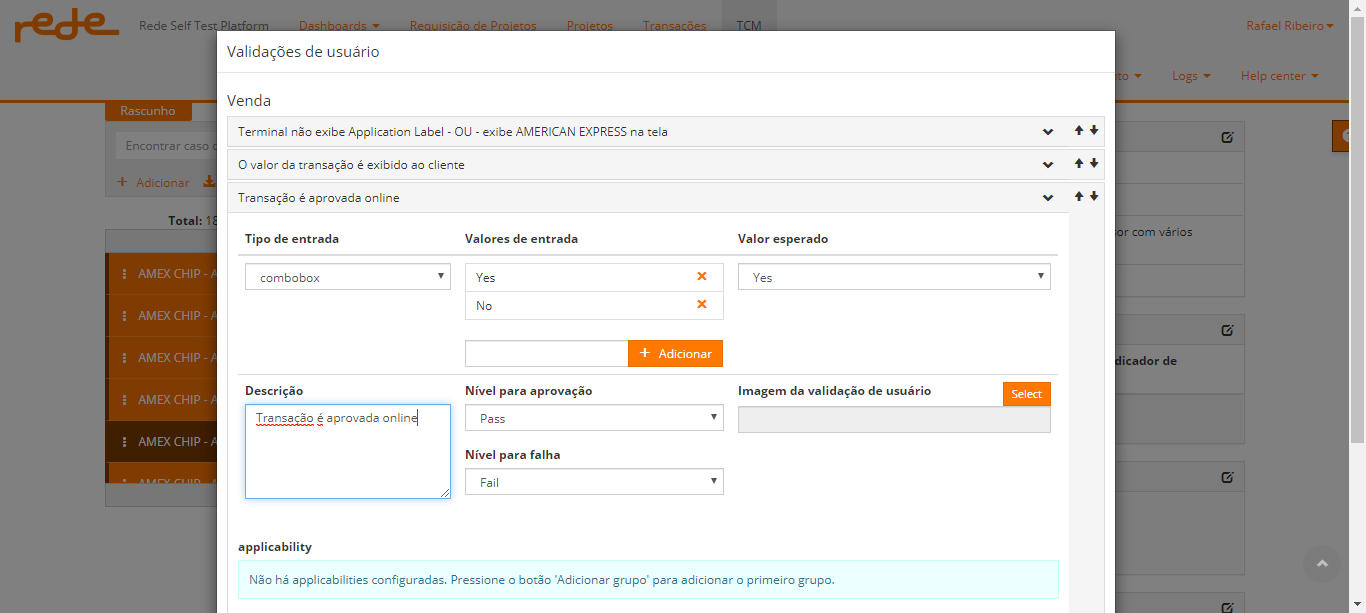 rede Rede Self Test Platform Dashboards Requisição de Projetos Projetos Transações TCM Rafael Ribeiro
Validações de usuário
Logs Help center
Venda
Rascunho
Terminal não exibe Application Label - OU - exibe AMERICAN EXPRESS na tela
Encontrar caso
O valor da transação é exibido ao cliente
+ Adicionar
Transação é aprovada online
Total: 18
Tipo de entrada Valores de entrada Valor esperado
com vários
combobox Yes Yes
No
+ Adicionar
AMEX CHIP -
AMEX CHIP -
AMEX CHIP -
AMEX CHIP -
AMEX CHIP -
AMEX CHIP -
Descrição Nível para aprovação Imagem da validação de usuário Select
Transação é aprovada online Pass
Nível para falha
Fail
de
applicability
Não há applicabilities configuradas. Pressione o botão 'Adicionar grupo' para adicionar o primeiro grupo.